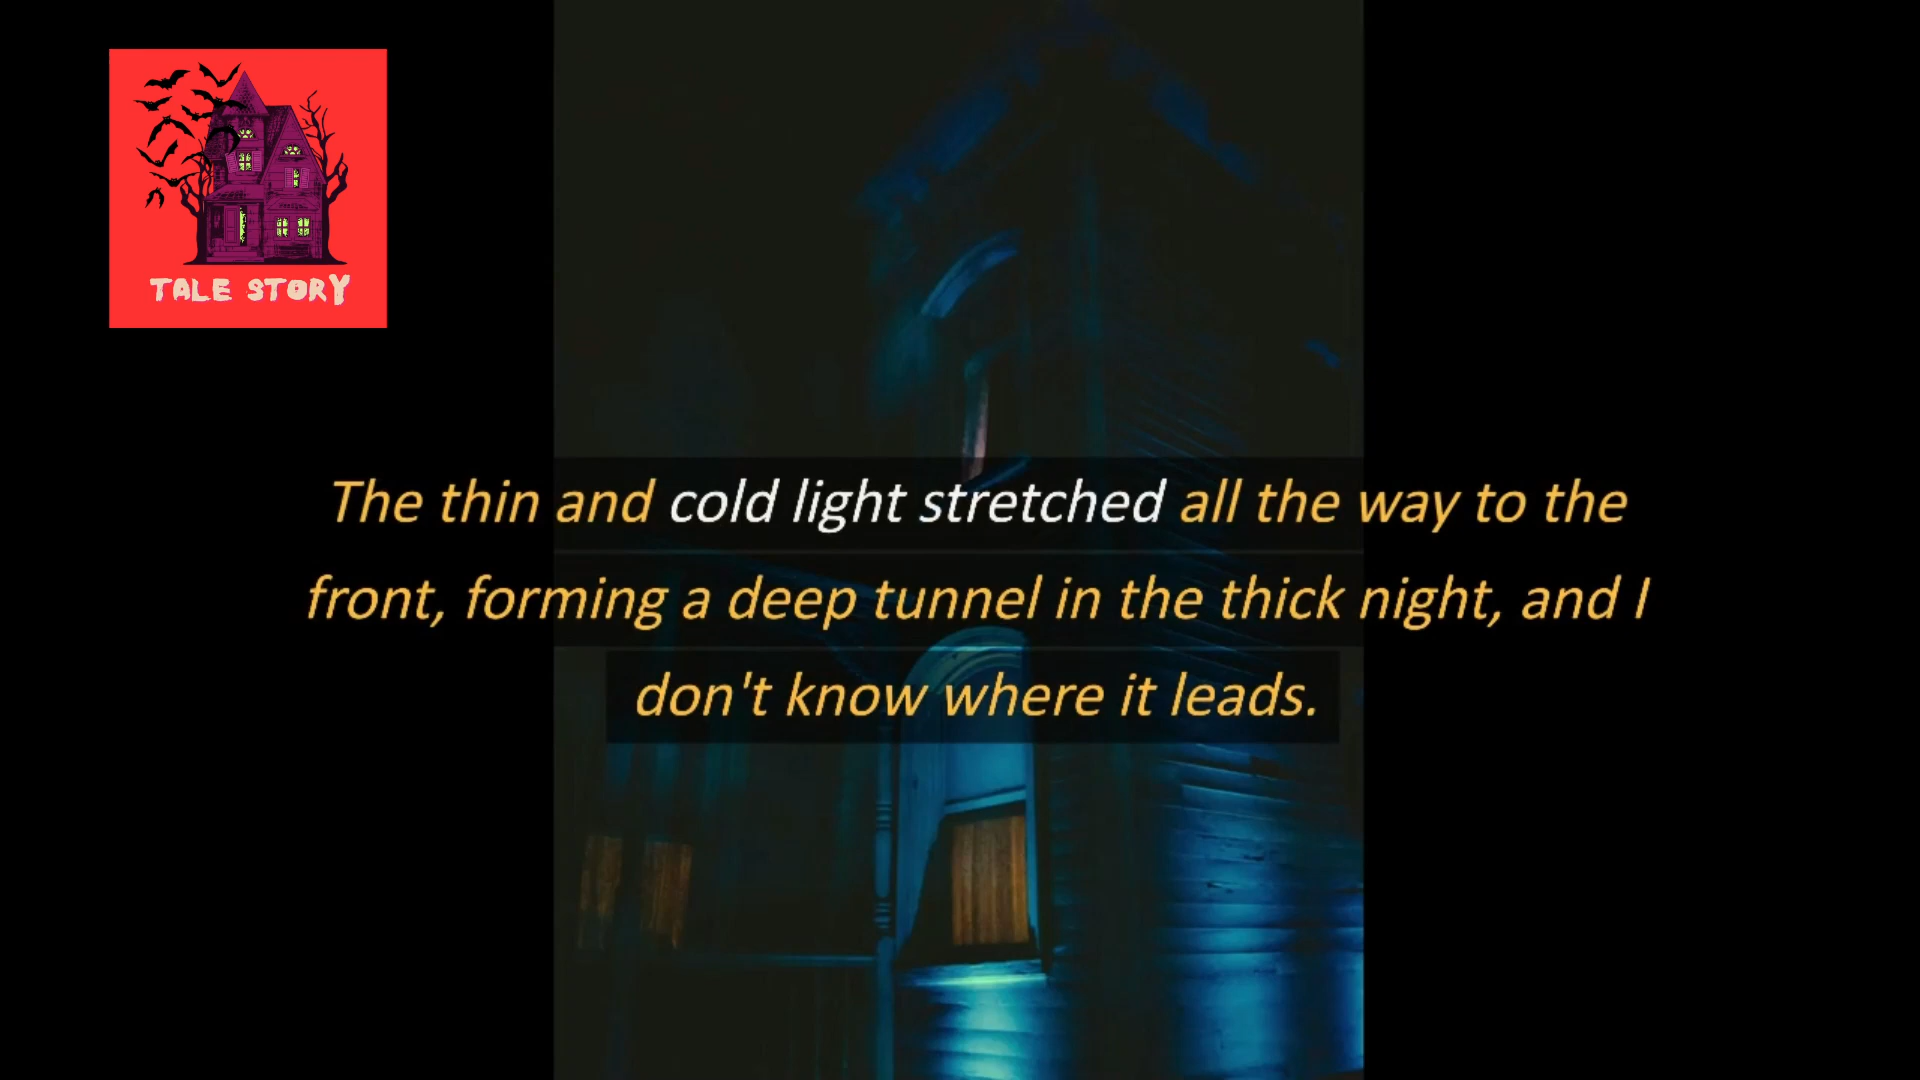 TALE STORY
The thin and cold light stretched all the way to the
front, forming a deep tunnel in the thick night, and I
don't know where it leads.